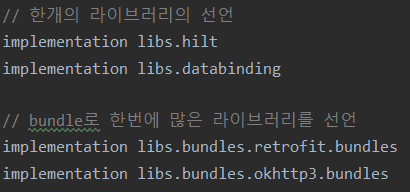 // 한개의 라이브러리의 선언
implementation libs.hilt
implementation libs.databinding
// bundle로 한번에 많은 라이브러리를 선언
implementation libs.bundles.retrofit.bundles
implementation libs.bundles.okhttp3.bundles